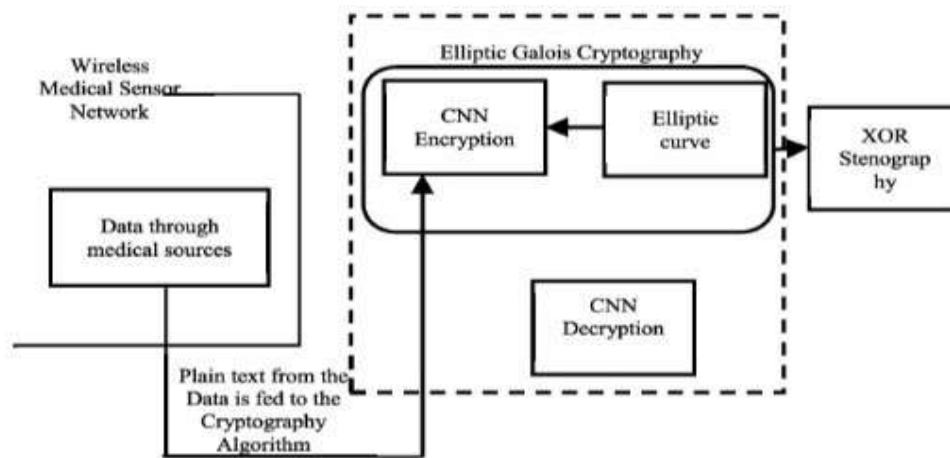 Wireless
Medical Sensor
Network
Data through
medical sources
Plain text from the
Data is fed to the
Cryptography
Algorithm
Elliptic Galois Cryptography
CNN
Encryption
Elliptic
curve
CNN
Decryption
XOR
Stenograp
hy